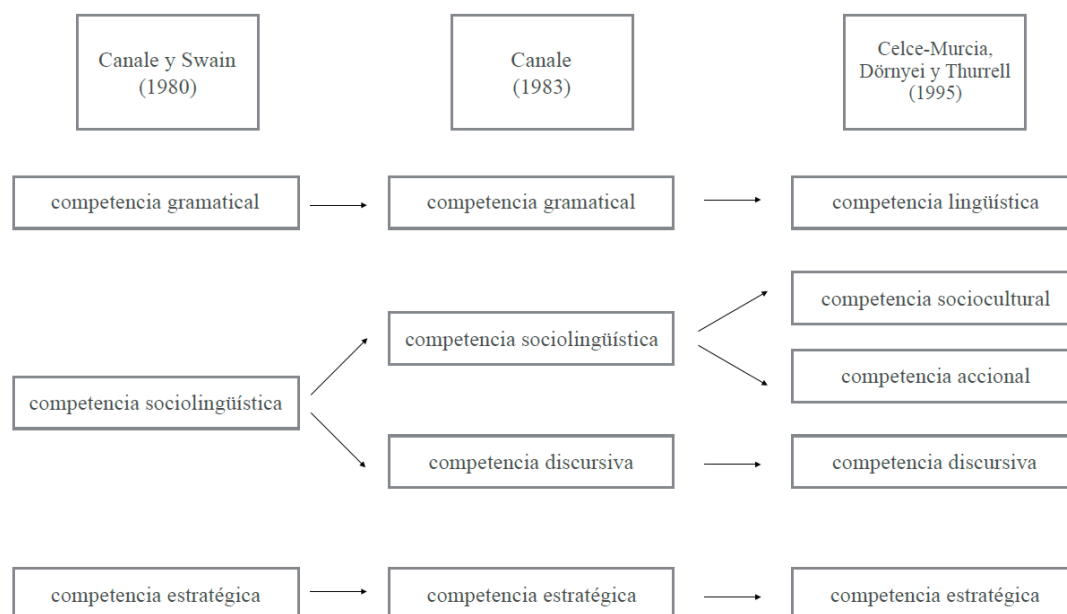 Canale y Swain
(1980)
Canale
(1983)
Celce-Murcia,
Dörnyei y Thurrell
(1995)
competencia gramatical
competencia gramatical
competencia lingüística
competencia sociocultural
competencia sociolingüística
competencia accional
competencia sociolingüística
competencia discursiva
competencia discursiva
competencia estratégica
competencia estratégica
competencia estratégica